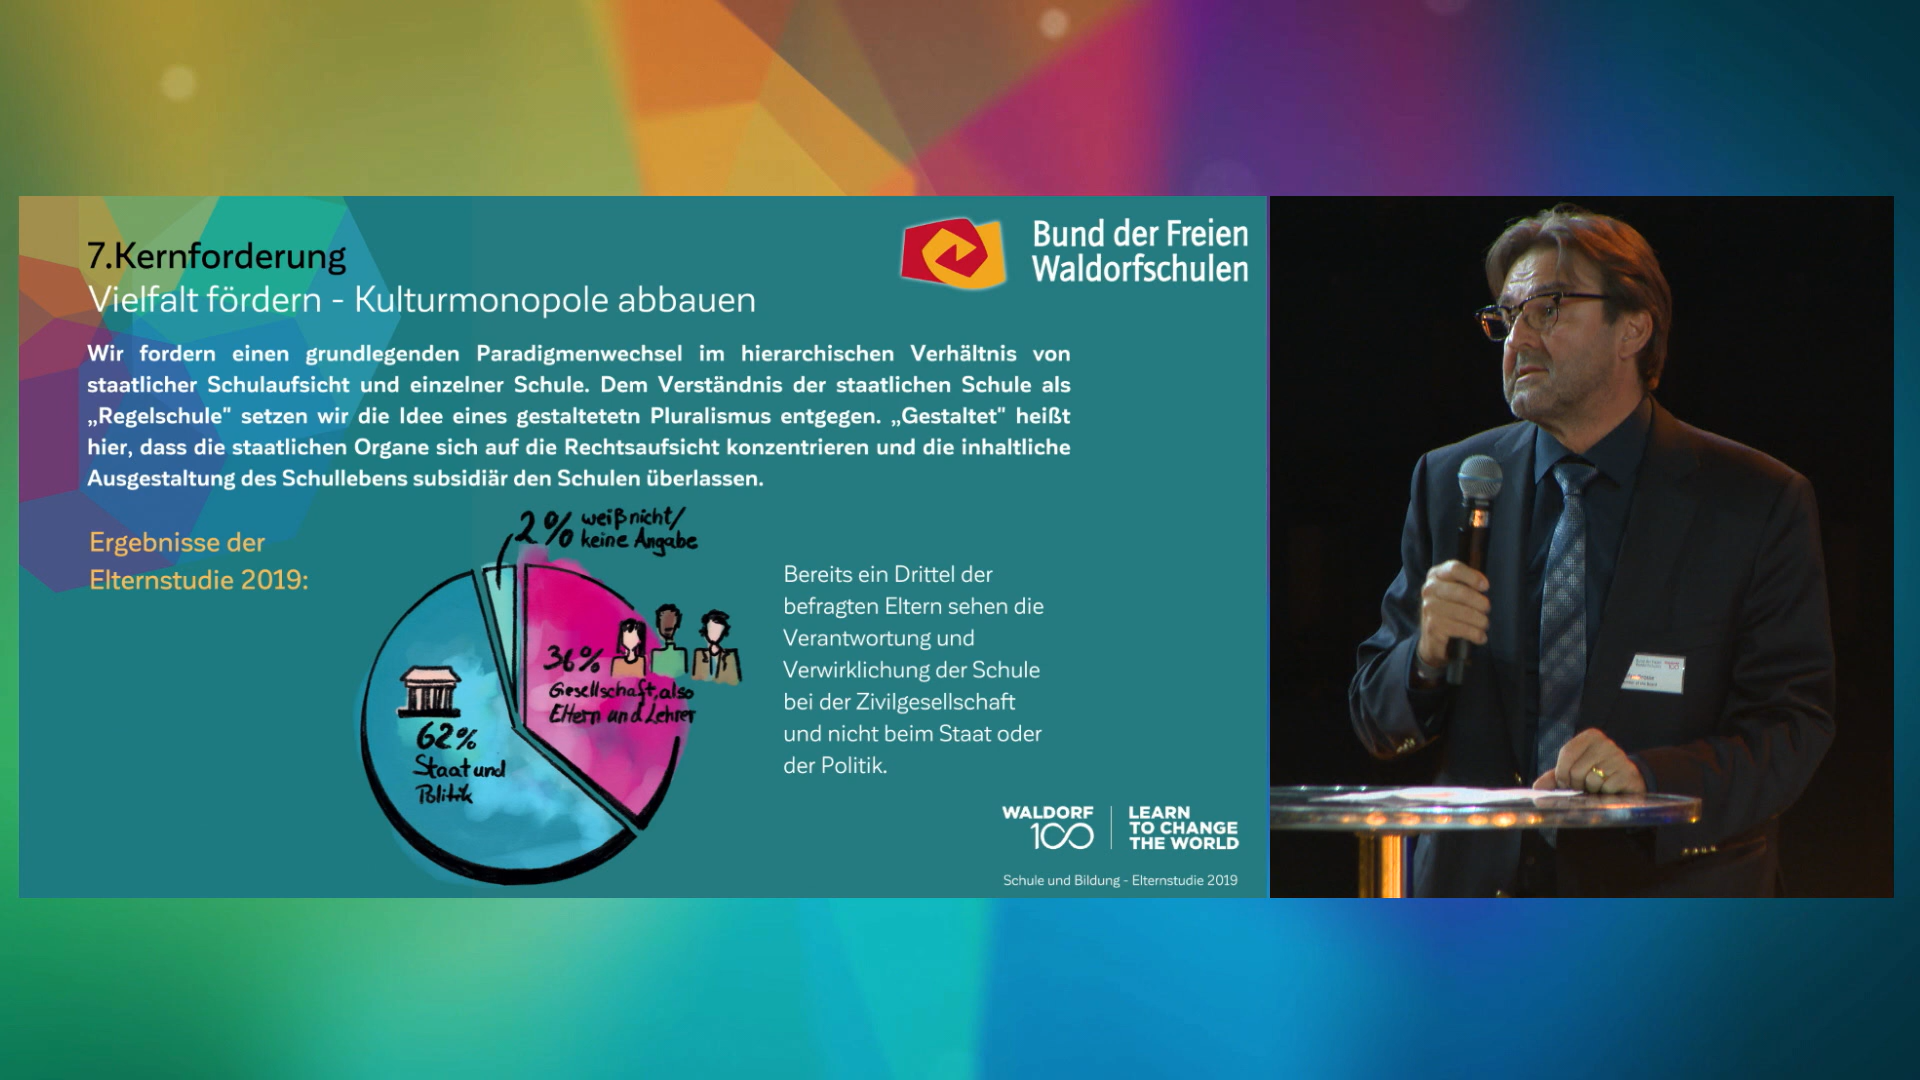 7.Kernforderung
Vielfalt fördern - Kulturmonopole abbauen
Bund der Freien
Waldorfschulen
Wir fordern einen grundlegenden Paradigmenwechsel im hierarchischen Verhältnis von
staatlicher Schulaufsicht und einzelner Schule. Dem Verständnis der staatlichen Schule als
„Regelschule" setzen wir die Idee eines gestaltetetn Pluralismus entgegen. „Gestaltet" heißt
hier, dass die staatlichen Organe sich auf die Rechtsaufsicht konzentrieren und die inhaltliche
Ausgestaltung des Schullebens subsidiär den Schulen überlassen.
Ergebnisse der
Elternstudie 2019:
2% weiß nicht/
keine Angabe
36%
Gesellschaft, also
Eltern und Lehrer
62%
Staat und
Politik
Bereits ein Drittel der
befragten Eltern sehen die
Verantwortung und
Verwirklichung der Schule
bei der Zivilgesellschaft
und nicht beim Staat oder
der Politik.
WALDORF
100
LEARN
TO CHANGE
THE WORLD
Schule und Bildung - Elternstudie 2019